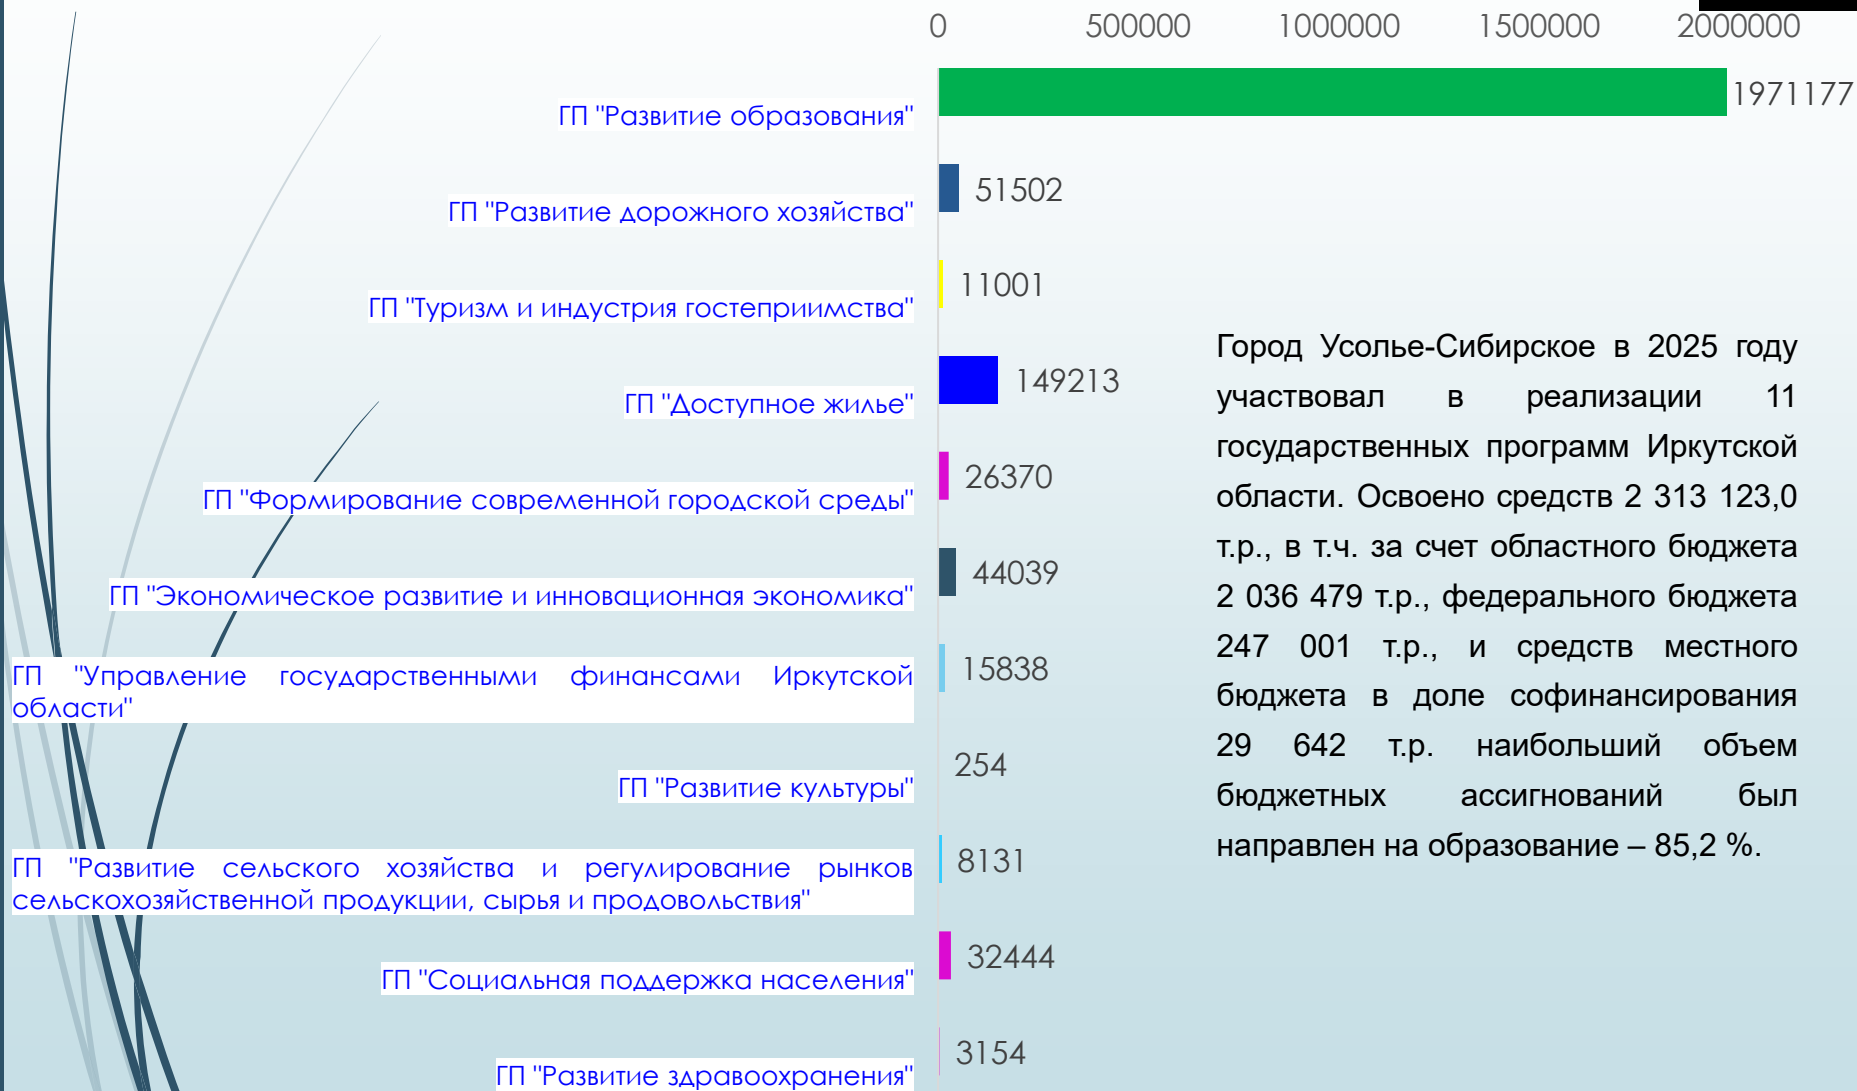 0 500000 1000000 1500000 2000000
ГП "Развитие образования" 1971177
ГП "Развитие дорожного хозяйства" 51502
ГП "Туризм и индустрия гостеприимства" 11001
ГП "Доступное жилье" 149213
ГП "Формирование современной городской среды" 26370
ГП "Экономическое развитие и инновационная экономика" 44039
ГП "Управление государственными финансами Иркутской
области" 15838
ГП "Развитие культуры" 254
ГП "Развитие сельского хозяйства и регулирование рынков
сельскохозяйственной продукции, сырья и продовольствия" 8131
ГП "Социальная поддержка населения" 32444
ГП "Развитие здравоохранения" 3154
Город Усолье-Сибирское в 2025 году
участвовал в реализации 11
государственных программ Иркутской
области. Освоено средств 2 313 123,0
т.р., в т.ч. за счет областного бюджета
2 036 479 т.р., федерального бюджета
247 001 т.р., и средств местного
бюджета в доле софинансирования
29 642 т.р. наибольший объем
бюджетных ассигнований был
направлен на образование – 85,2 %.